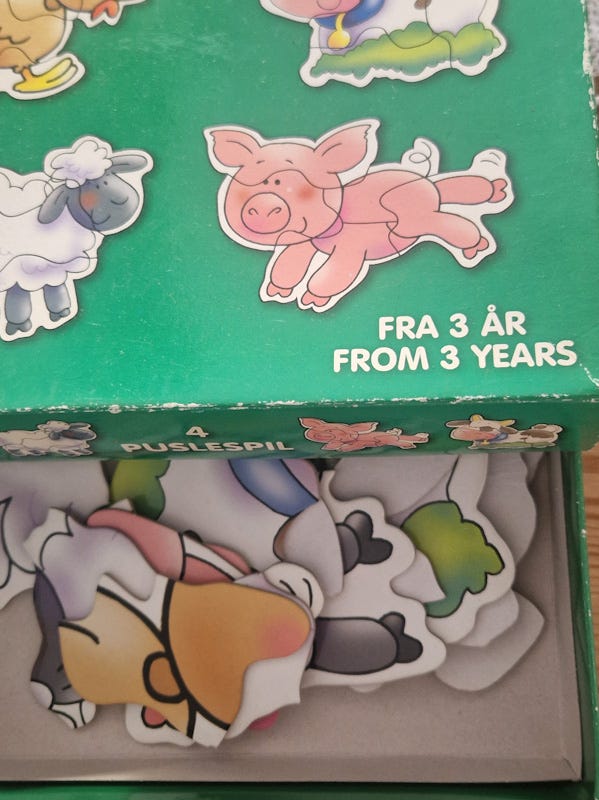 FRA 3 ÅR
FROM 3 YEARS
4
PUSLESPIL